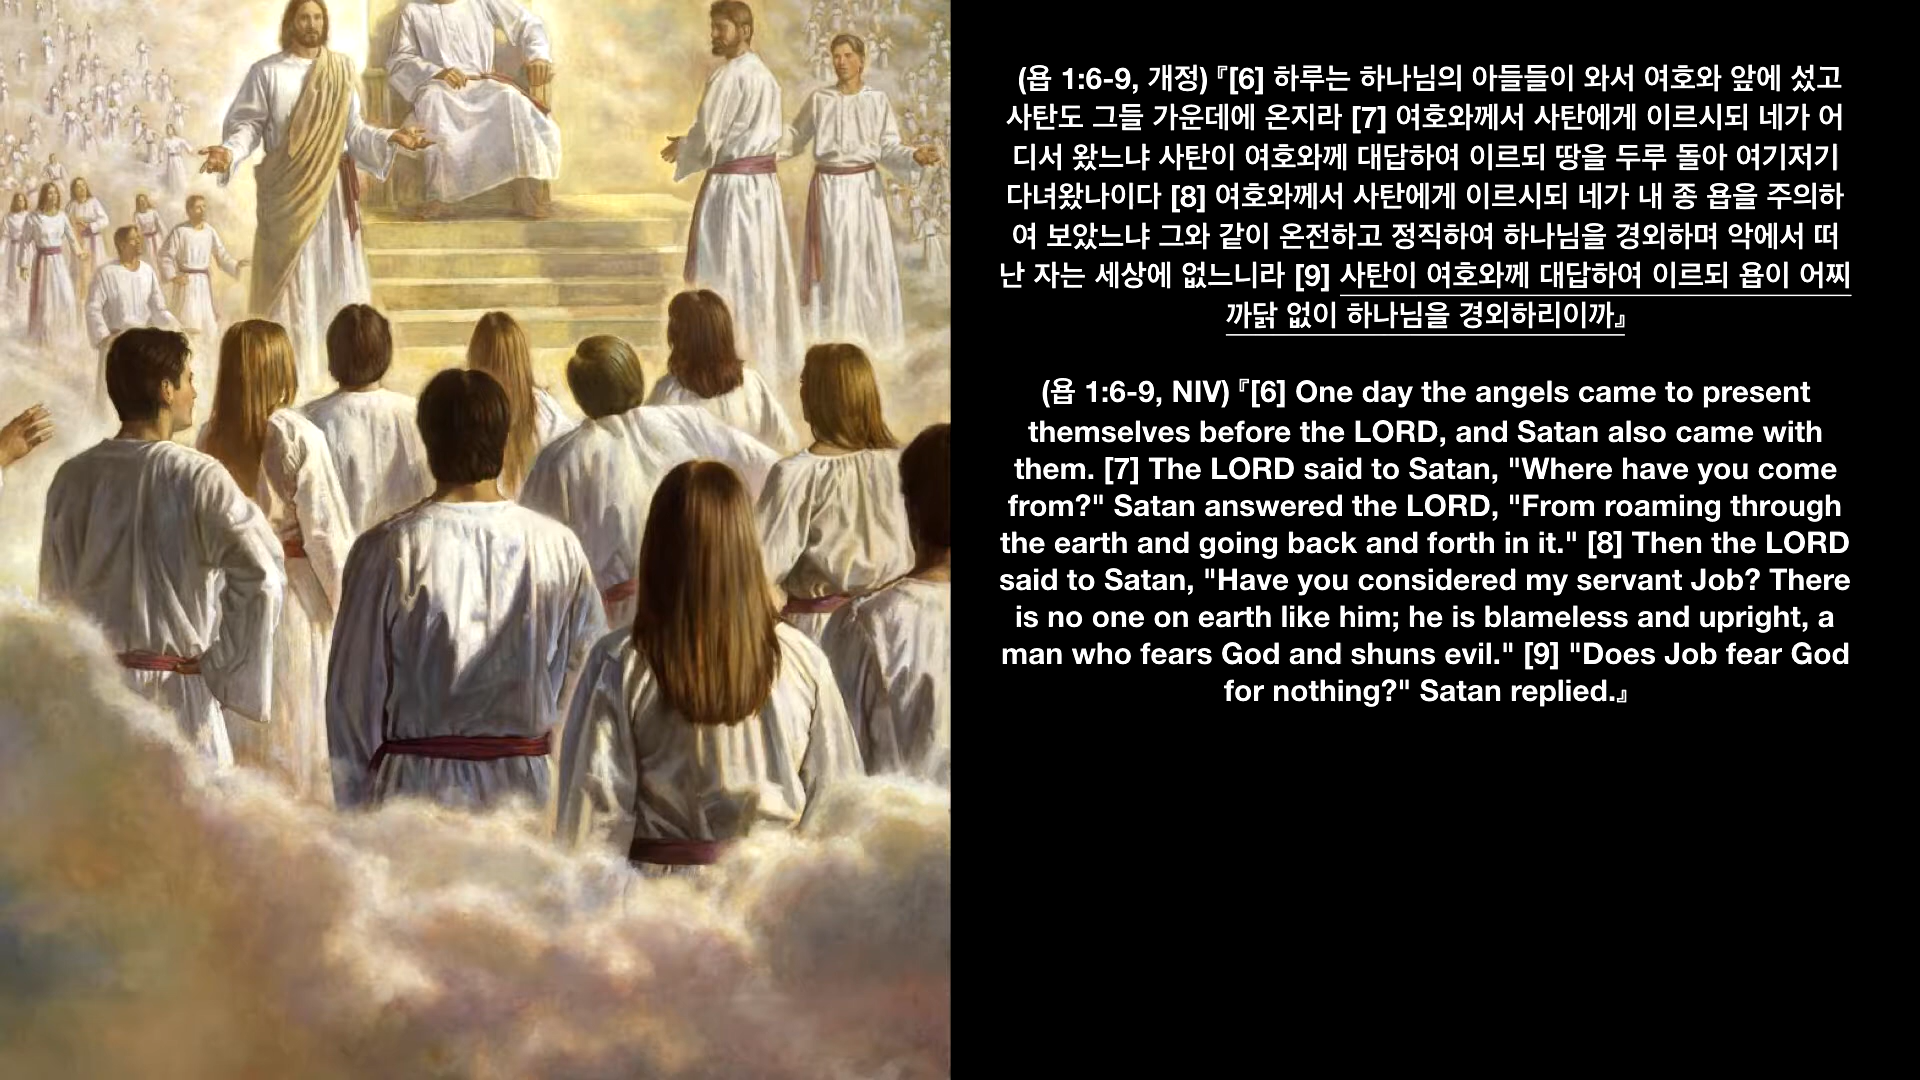 (욥 1:6-9, 개정)『[6] 하루는 하나님의 아들들이 와서 여호와 앞에 섰고
사탄도 그들 가운데에 온지라 [7] 여호와께서 사탄에게 이르시되 네가 어
디서 왔느냐 사탄이 여호와께 대답하여 이르되 땅을 두루 돌아 여기저기
다녀왔나이다 [8] 여호와께서 사탄에게 이르시되 네가 내 종 욥을 주의하
여 보았느냐 그와 같이 온전하고 정직하여 하나님을 경외하며 악에서 떠
난 자는 세상에 없느니라 [9] 사탄이 여호와께 대답하여 이르되 욥이 어찌
까닭 없이 하나님을 경외하리이까』
(욥 1:6-9, NIV)『[6] One day the angels came to present
themselves before the LORD, and Satan also came with
them. [7] The LORD said to Satan, "Where have you come
from?" Satan answered the LORD, "From roaming through
the earth and going back and forth in it." [8] Then the LORD
said to Satan, "Have you considered my servant Job? There
is no one on earth like him; he is blameless and upright, a
man who fears God and shuns evil." [9] "Does Job fear God
for nothing?" Satan replied.』